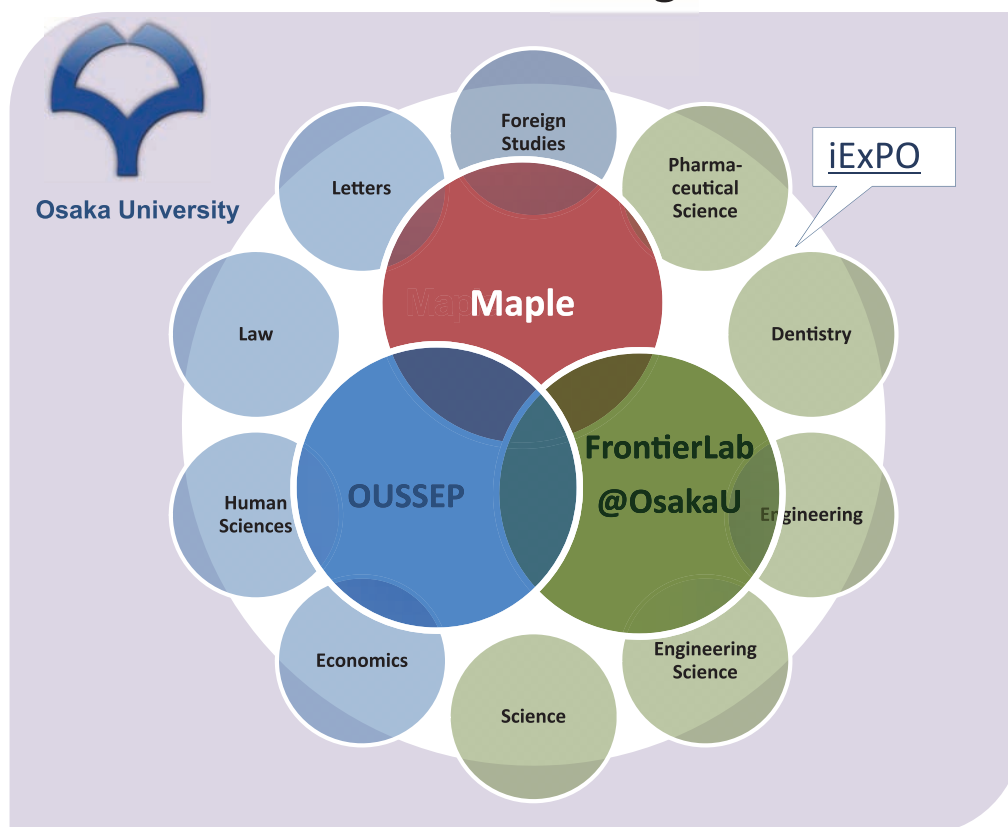 Osaka University
Foreign
Studies
Letters
Pharma-
ceutical
Science
iExPO
Law
Maple
Dentistry
OUSSEP
FrontierLab
@OsakaU
Human
Sciences
Engineering
Economics
Engineering
Science
Science